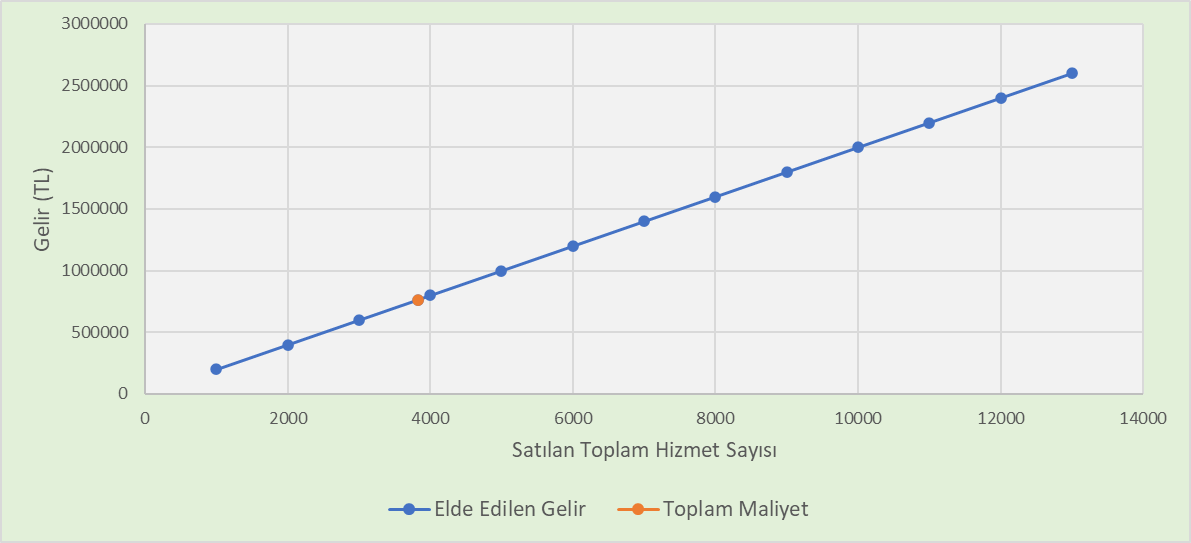 3000000
2500000
2000000
1500000
1000000
500000
0
Gelir (TL)
0 2000 4000 6000 8000 10000 12000 14000
Satılan Toplam Hizmet Sayısı
Elde Edilen Gelir Toplam Maliyet